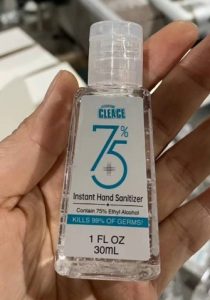 CLEACE
75%
Instant Hand Sanitizer
Contain 75% Ethyl Alcohol
KILLS 99% OF GERMS!
1 FL OZ
30mL